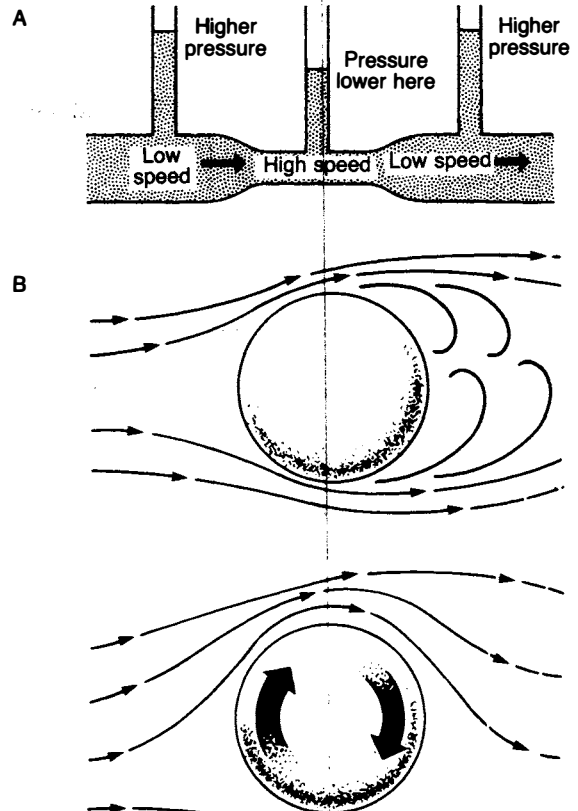 A
Higher
pressure
Pressure
lower here
Higher
pressure
Low
speed
High speed
Low speed
B